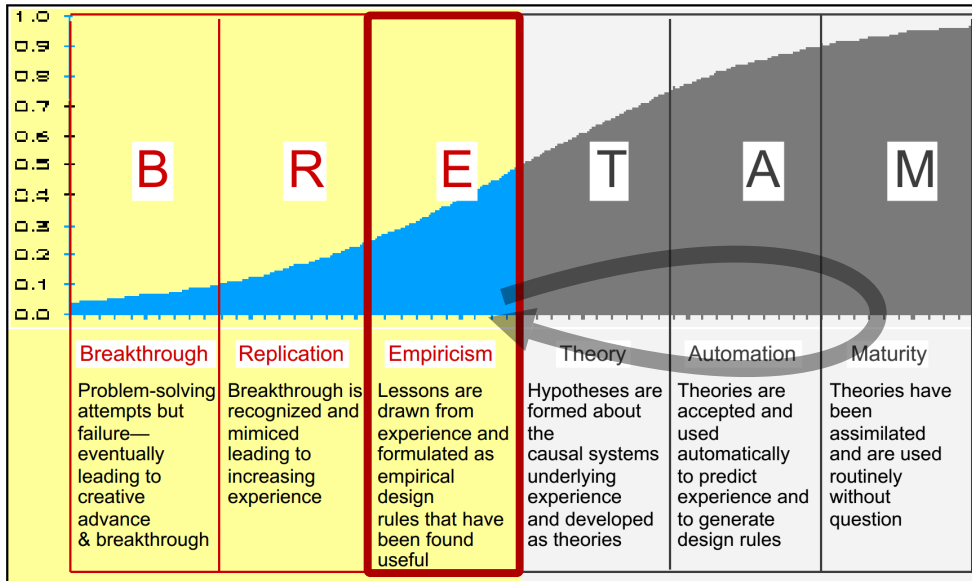 1.0
0.9
0.8
0.7
0.6
0.5
0.4
0.3
0.2
0.1
0.0
B
R
E
T
A
M
Breakthrough
Problem-solving
attempts but
failure—
eventually
leading to
creative
advance
& breakthrough
Replication
Breakthrough is
recognized and
mimiced
leading to
increasing
experience
Empiricism
Lessons are
drawn from
experience and
formulated as
empirical
design
rules that have
been found
useful
Theory
Hypotheses are
formed about
the
causal systems
underlying
experience
and developed
as theories
Automation
Theories are
accepted and
used
automatically
to predict
experience and
to generate
design rules
Maturity
Theories have
been
assimilated
and are used
routinely
without
question